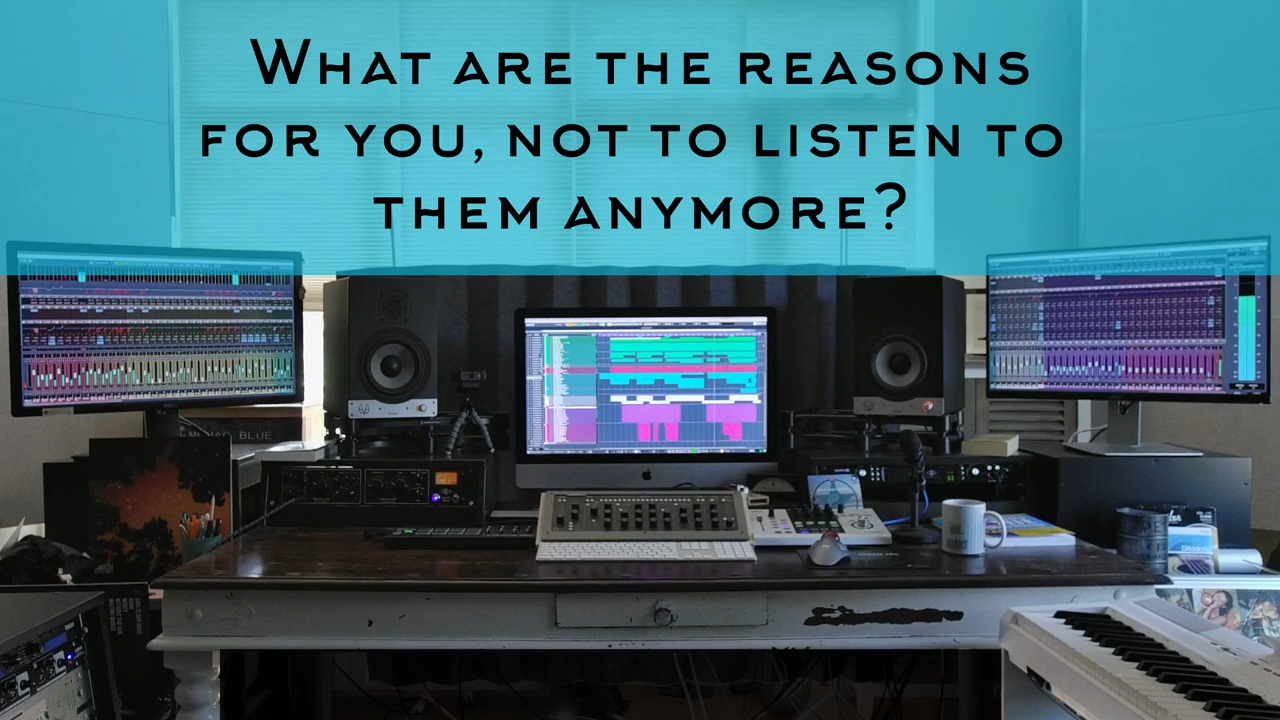 What are the reasons
for you, not to listen to
them anymore?